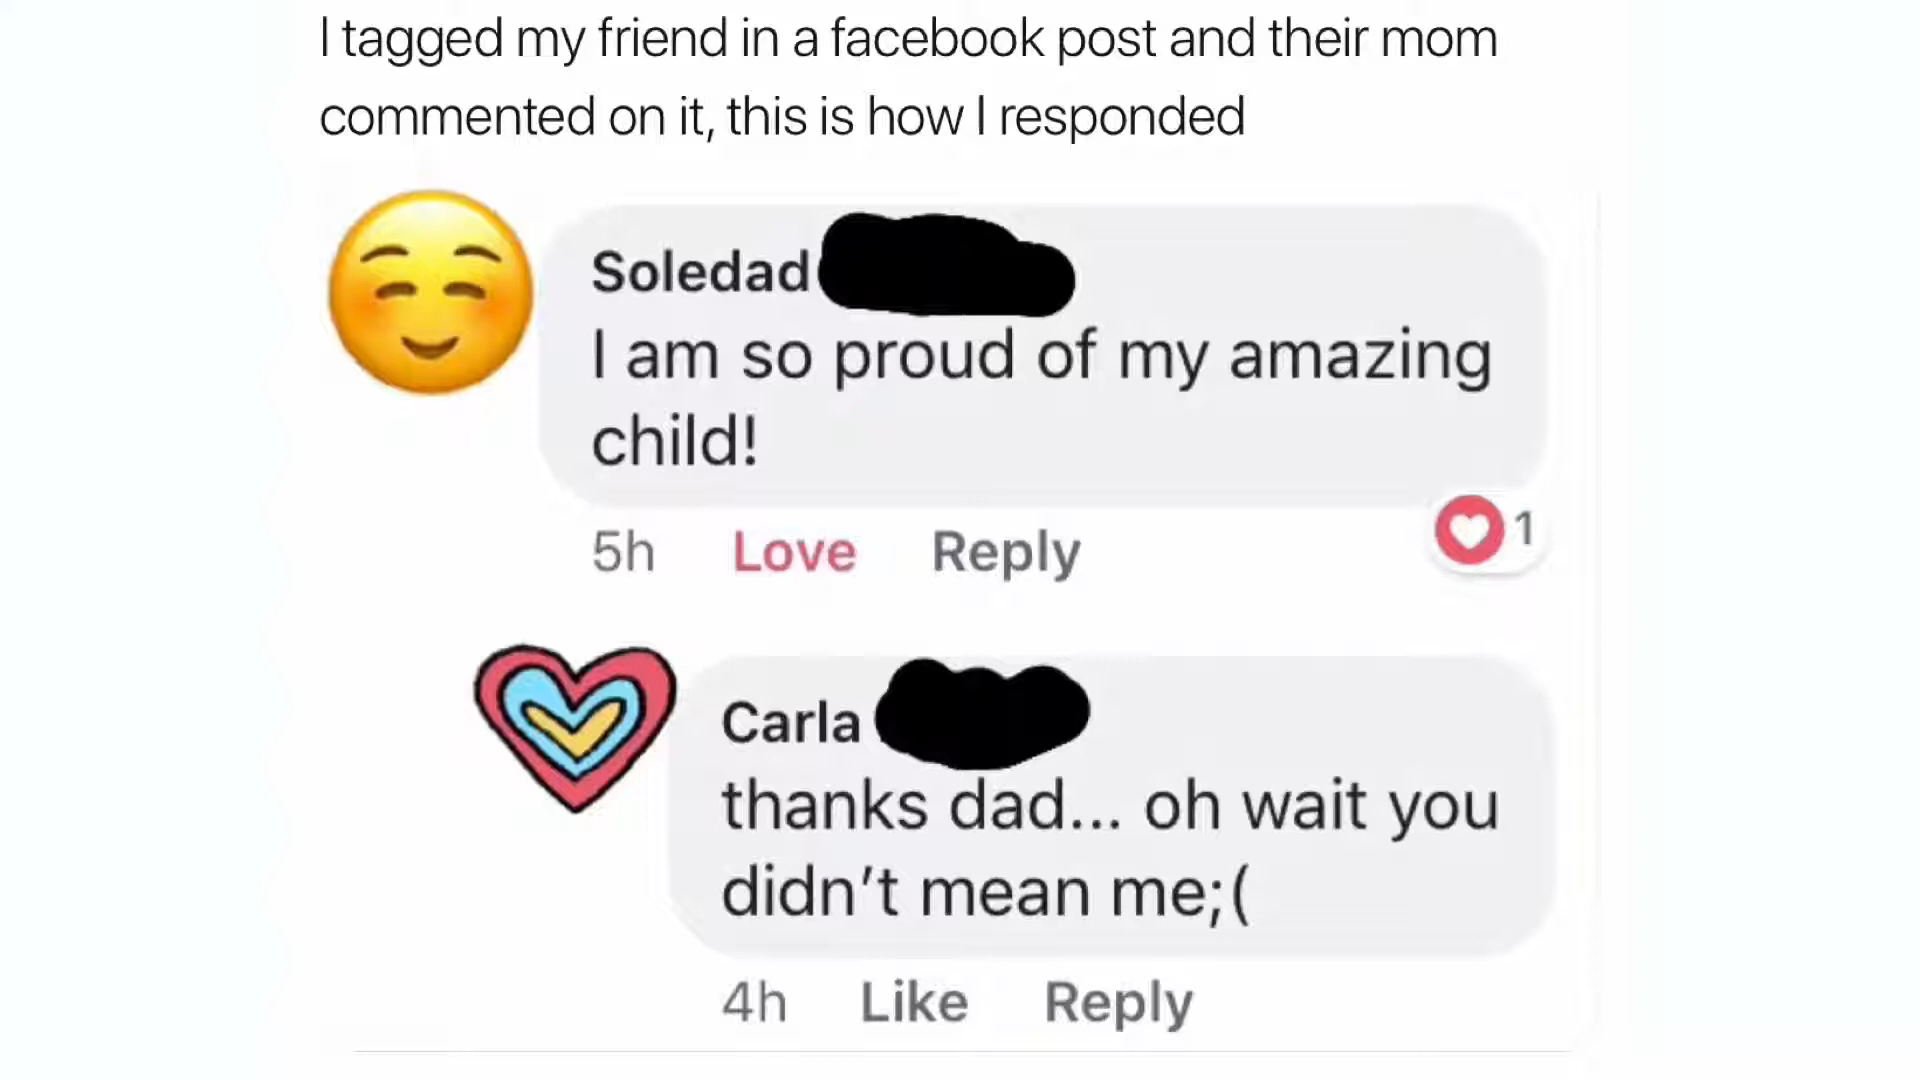 I tagged my friend in a facebook post and their mom
commented on it, this is how I responded
Soledad
I am so proud of my amazing
child!
5h Love Reply
1
Carla
thanks dad... oh wait you
didn't mean me;(
4h Like Reply